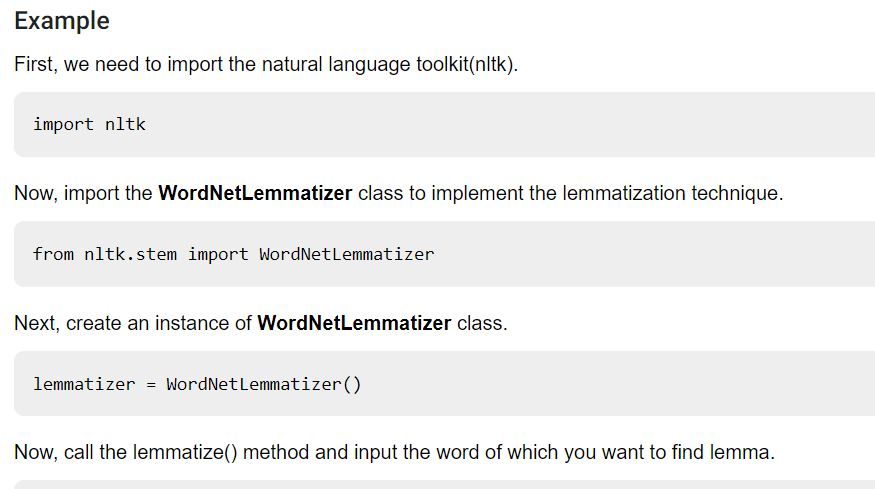 Example
First, we need to import the natural language toolkit(nltk).
import nltk
Now, import the WordNetLemmatizer class to implement the lemmatization technique.
from nltk.stem import WordNetLemmatizer
Next, create an instance of WordNetLemmatizer class.
lemmatizer = WordNetLemmatizer()
Now, call the lemmatize() method and input the word of which you want to find lemma.